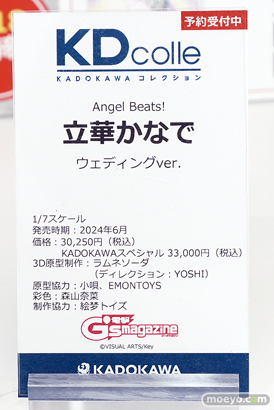 予約受付中
KDcolle
KADOKAWA コレクション
Angel Beats!
立華かなで
ウェディングver.
1/7スケール
発売時期：2024年6月
価格：30,250円（税込）
KADOKAWAスペシャル 33,000円（税込）
3D原型制作：ラムネソーダ
（ディレクション：YOSHI）
原型協力：小唄、EMONTOYS
彩色：森山奈菜
制作協力：絵夢トイズ
電撃G's magazine
©VISUAL ARTS/Key
KADOKAWA
moeyo.com